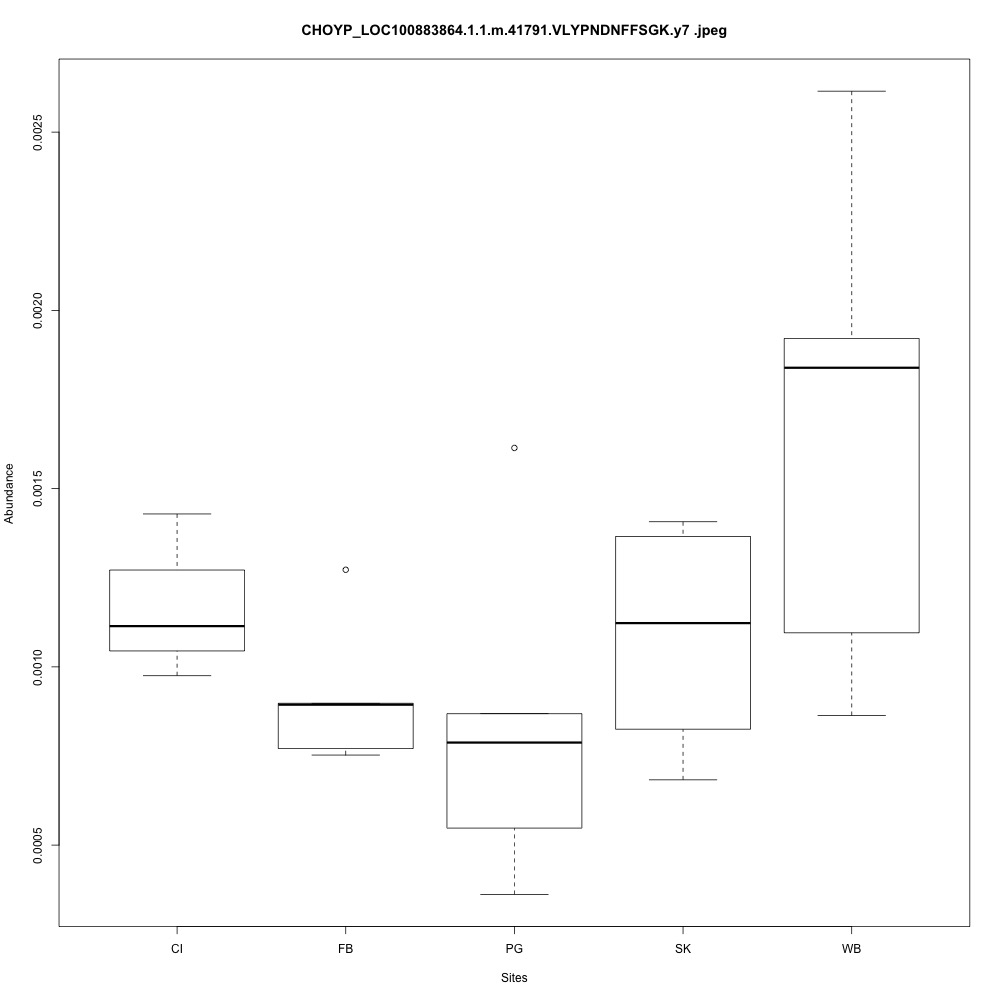 CHOYP_LOC100883864.1.1.m.41791.VLYPNDNFFSGK.y7 .jpeg
Abundance
0.0025
0.0020
0.0015
0.0010
0.0005
CI
FB
PG
SK
WB
Sites